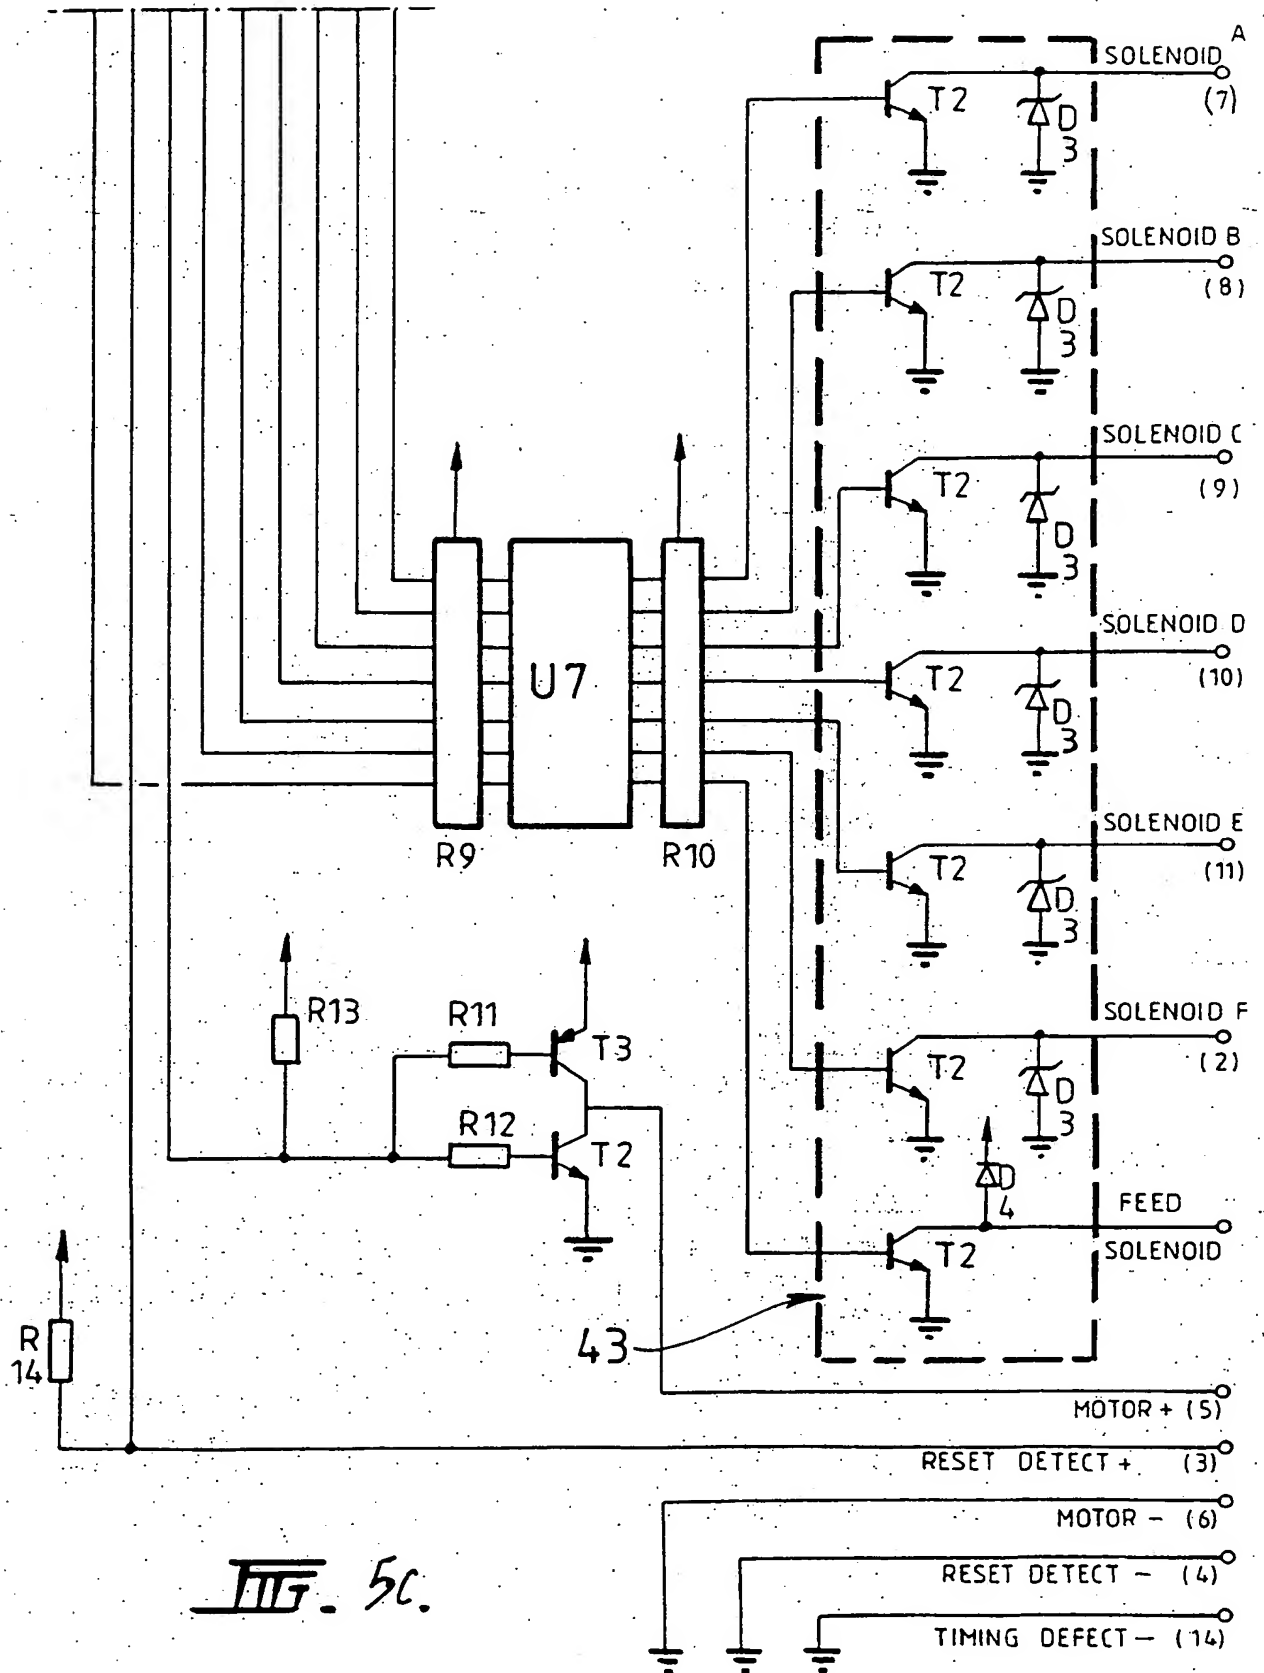 A
SOLENOID
(7)
T2
D
3
SOLENOID B
(8)
T2
D
3
SOLENOID C
(9)
T2
D
3
SOLENOID D
(10)
T2
D
3
U7
R9
R10
SOLENOID E
(11)
T2
D
3
SOLENOID F
(2)
T2
D
3
R13
R11
T3
R12
T2
D
4
FEED
SOLENOID
T2
43
R
14
MOTOR + (5)
RESET DETECT + (3)
MOTOR - (6)
RESET DETECT - (4)
TIMING DEFECT - (14)
FIG. 5C.